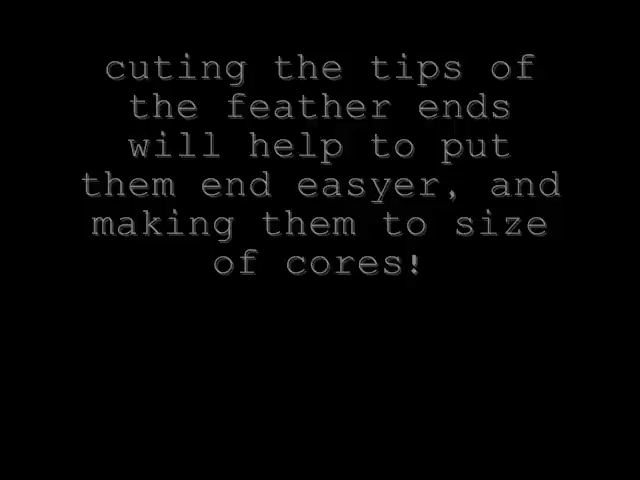 cuting the tips of
the feather ends
will help to put
them end easyer, and
making them to size
of cores!